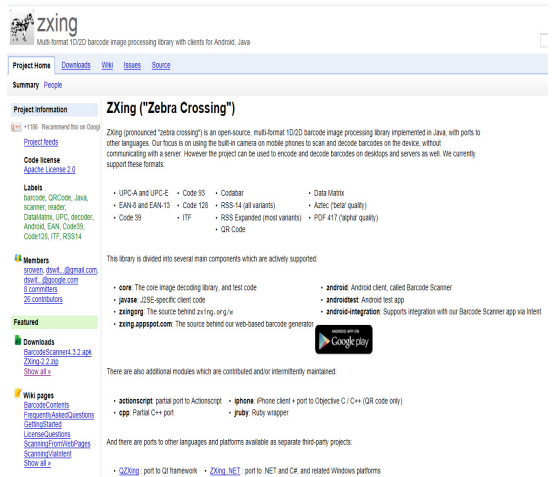 zxing
Multi-format 1D/2D barcode image processing library with clients for Android, Java
Project Home Downloads Wiki Issues Source
Summary People
Project Information
+1106 Recommend this on Googl
Project feeds
Code license
Apache License 2.0
Labels
barcode, QRCode, Java,
scanner, reader,
DataMatrix, UPC, decoder,
Android, EAN, Code39,
Code128, ITF, RSS14
Members
srowen, dswit...@gmail.com,
dswit...@google.com
8 committers
26 contributors
Featured
Downloads
BarcodeScanner4.3.2.apk
ZXing-2.2.zip
Show all »
Wiki pages
BarcodeContents
FrequentlyAskedQuestions
GettingStarted
LicenseQuestions
ScanningFromWebPages
ScanningViaIntent
Show all »
ZXing ("Zebra Crossing")
ZXing (pronounced "zebra crossing") is an open-source, multi-format 1D/2D barcode image processing library implemented in Java, with ports to
other languages. Our focus is on using the built-in camera on mobile phones to scan and decode barcodes on the device, without
communicating with a server. However the project can be used to encode and decode barcodes on desktops and servers as well. We currently
support these formats:
• UPC-A and UPC-E • Code 93 • Codabar • Data Matrix
• EAN-8 and EAN-13 • Code 128 • RSS-14 (all variants) • Aztec ('beta' quality)
• Code 39 • ITF • RSS Expanded (most variants) • PDF 417 ('alpha' quality)
• QR Code
This library is divided into several main components which are actively supported:
• core: The core image decoding library, and test code • android: Android client, called Barcode Scanner
• javase: J2SE-specific client code • androidtest: Android test app
• zxingorg: The source behind zxing.org/w • android-integration: Supports integration with our Barcode Scanner app via Intent
• zxing.appspot.com: The source behind our web-based barcode generator
ANDROID APP ON
Google play
There are also additional modules which are contributed and/or intermittently maintained:
• actionscript: partial port to Actionscript • iphone: iPhone client + port to Objective C / C++ (QR code only)
• cpp: Partial C++ port • jruby: Ruby wrapper
And there are ports to other languages and platforms available as separate third-party projects:
• QZXing : port to Qt framework • ZXing .NET : port to .NET and C#, and related Windows platforms